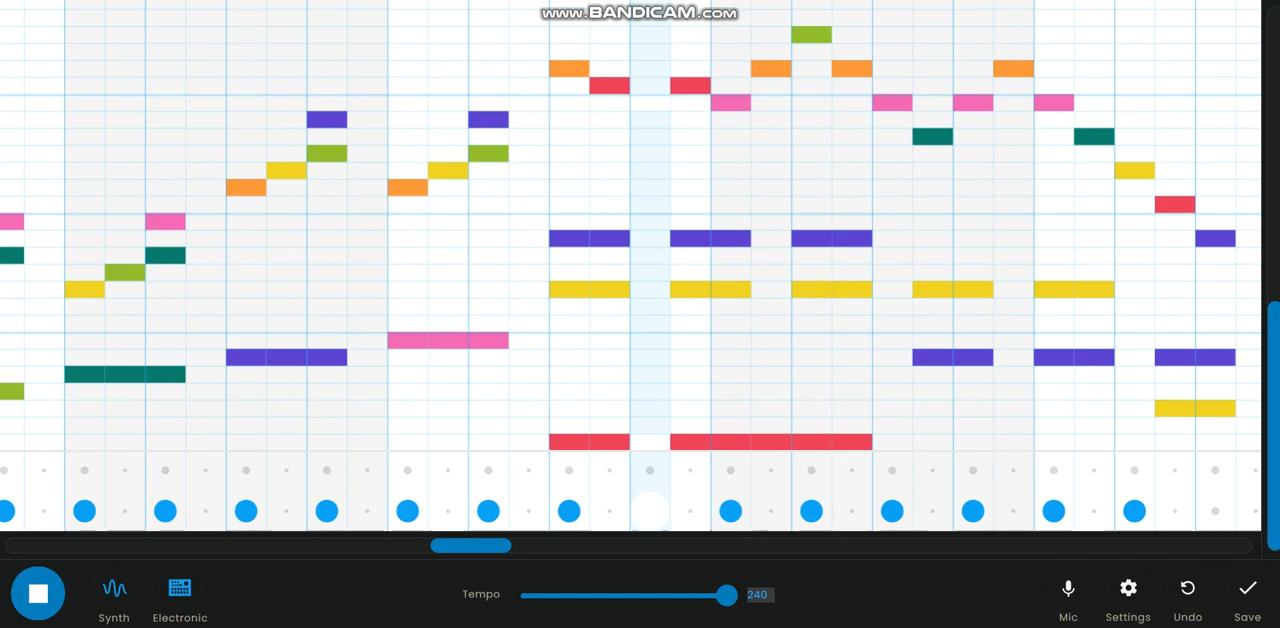 www.BANDICAM.com
Tempo
240
Synth
Electronic
Mic
Settings
Undo
Save